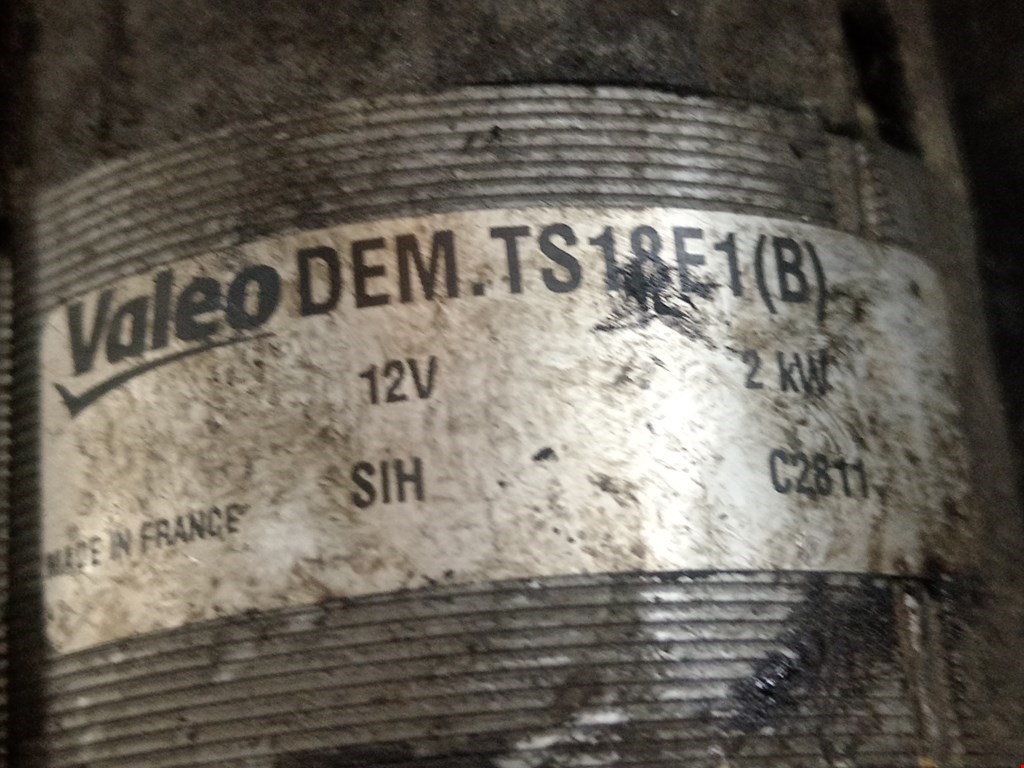 Valeo DEM.TS18E1(B)
12V 2 kW
SIH C2811
MADE IN FRANCE